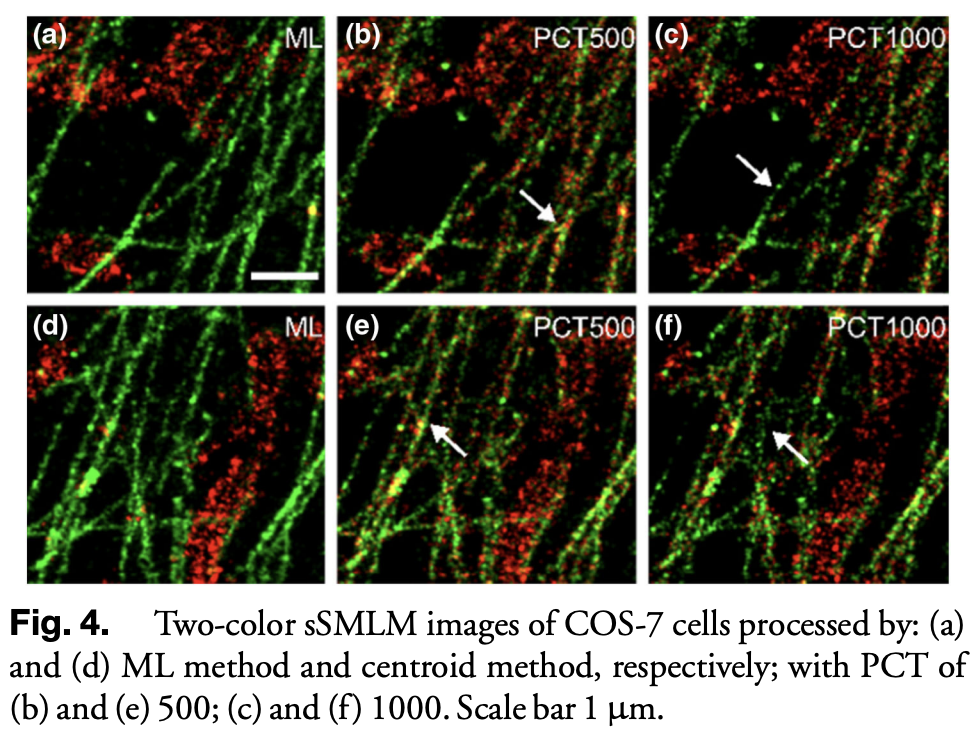 (a) ML (b) PCT500 (c) PCT1000
(d) ML (e) PCT500 (f) PCT1000
Fig. 4. Two-color sSMLM images of COS-7 cells processed by: (a)
and (d) ML method and centroid method, respectively; with PCT of
(b) and (e) 500; (c) and (f) 1000. Scale bar 1 μm.